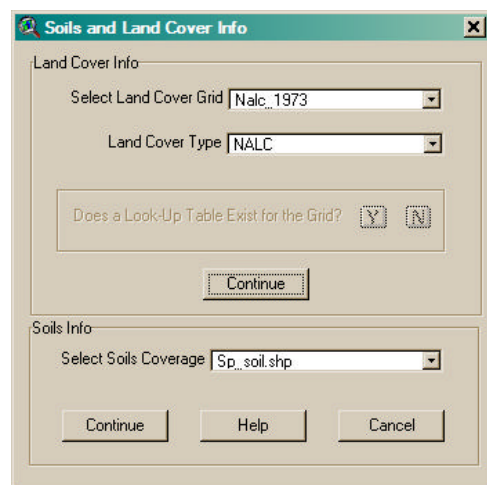 Soils and Land Cover Info
Land Cover Info
Select Land Cover Grid Nalc_1973
Land Cover Type NALC
Does a Look-Up Table Exist for the Grid? Y N
Continue
Soils Info
Select Soils Coverage Sp_soil.shp
Continue Help Cancel